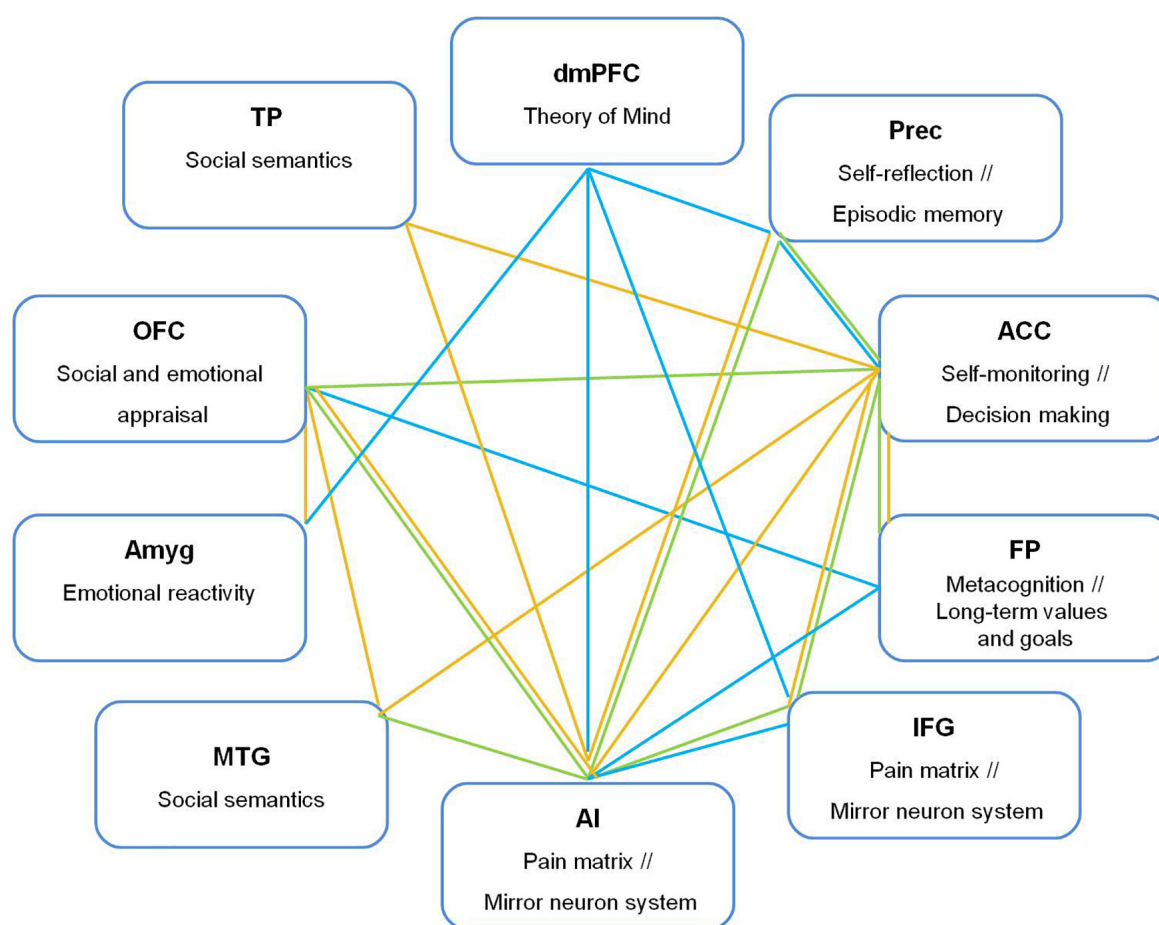 dmPFC
Theory of Mind
TP
Social semantics
Prec
Self-reflection //
Episodic memory
OFC
Social and emotional
appraisal
ACC
Self-monitoring //
Decision making
Amyg
Emotional reactivity
FP
Metacognition //
Long-term values
and goals
MTG
Social semantics
IFG
Pain matrix //
Mirror neuron system
AI
Pain matrix //
Mirror neuron system